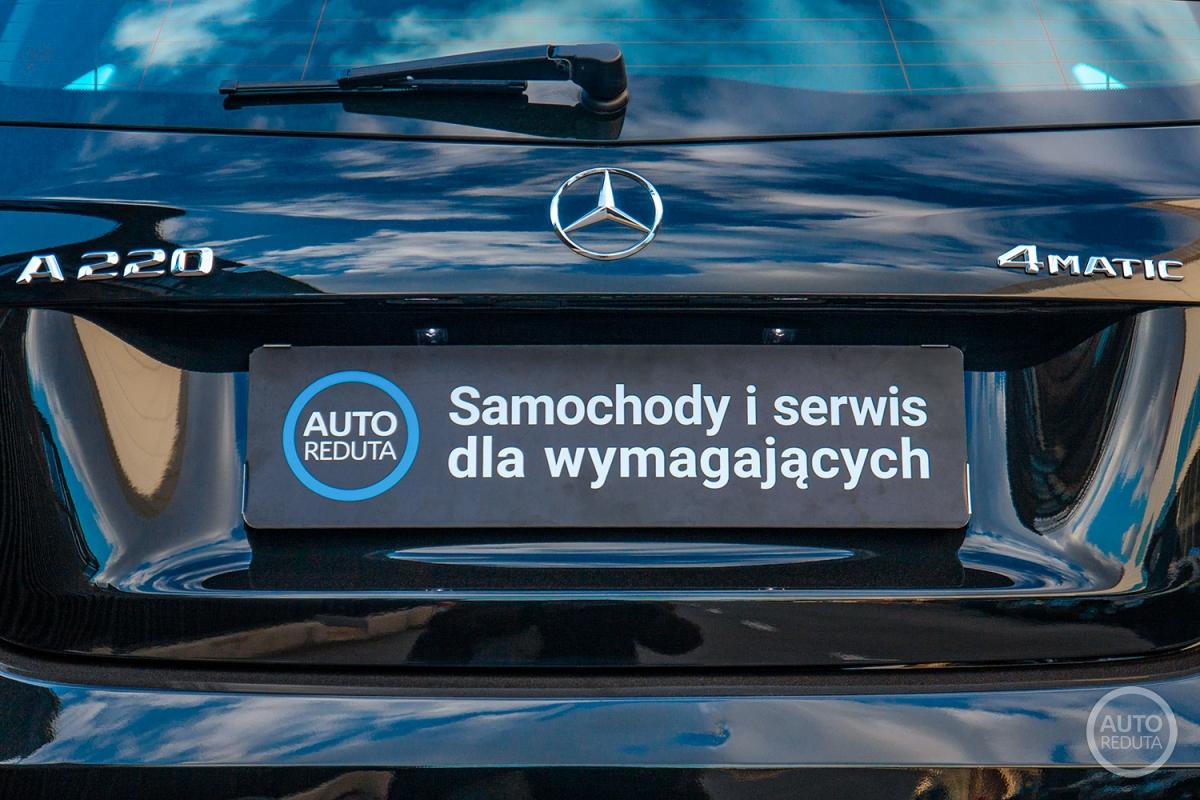 A 220
4MATIC
AUTO
REDUTA
Samochody i serwis
dla wymagających
AUTO
REDUTA